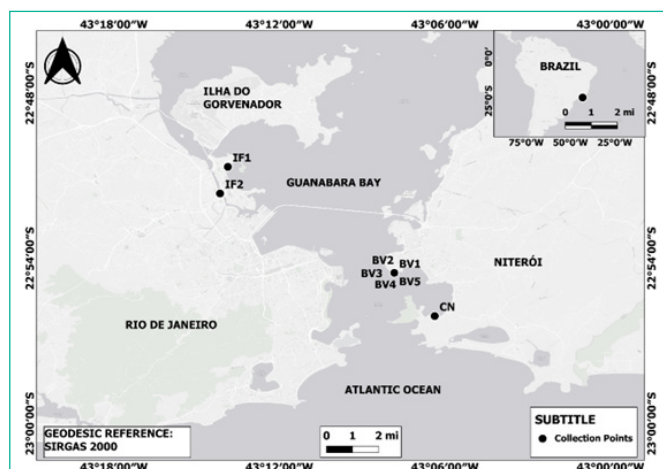 43°18'00"W 43°12'00"W 43°06'00"W 43°00'00"W
22°48'00"S
22°54'00"S
23°00'00"S
ILHA DO
GORVENADOR
IF1
IF2
GUANABARA BAY
BV2 BV1
BV3
BV4 BV5
NITERÓI
CN
RIO DE JANEIRO
ATLANTIC OCEAN
BRAZIL
0°0'0"
25°0'S
0 1 2 mi
75°0'W 50°0'W 25°0'W
22°48'00"S
22°54'00"S
23°00'00"S
GEODESIC REFERENCE:
SIRGAS 2000
0 1 2 mi
SUBTITLE
Collection Points
43°18'00"W 43°12'00"W 43°06'00"W 43°00'00"W